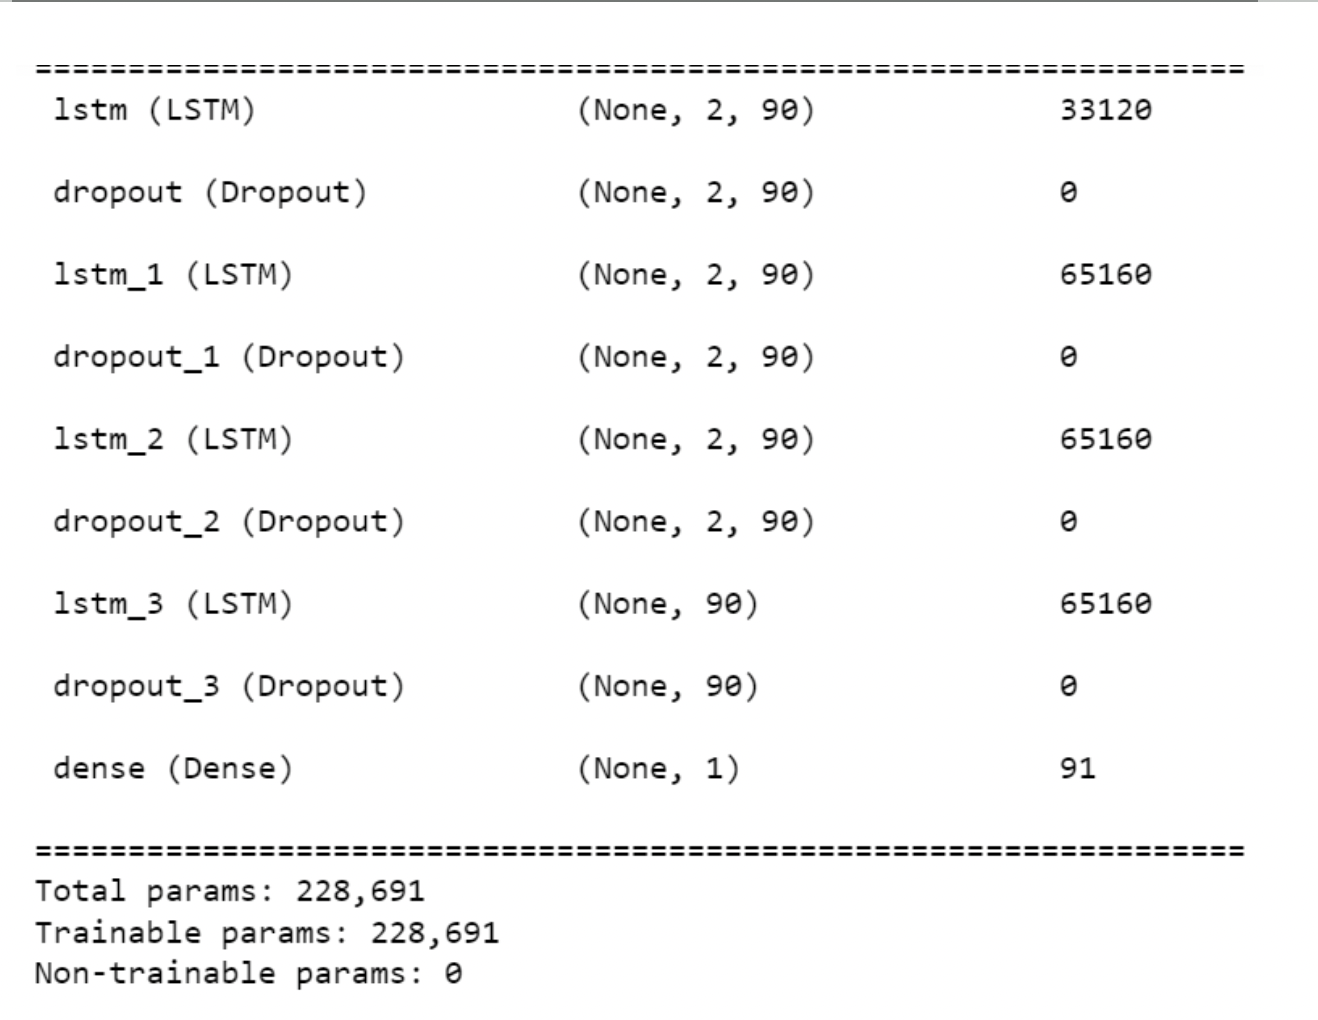 =================================================================
lstm (LSTM) (None, 2, 90) 33120
dropout (Dropout) (None, 2, 90) 0
lstm_1 (LSTM) (None, 2, 90) 65160
dropout_1 (Dropout) (None, 2, 90) 0
lstm_2 (LSTM) (None, 2, 90) 65160
dropout_2 (Dropout) (None, 2, 90) 0
lstm_3 (LSTM) (None, 90) 65160
dropout_3 (Dropout) (None, 90) 0
dense (Dense) (None, 1) 91
=================================================================
Total params: 228,691
Trainable params: 228,691
Non-trainable params: 0